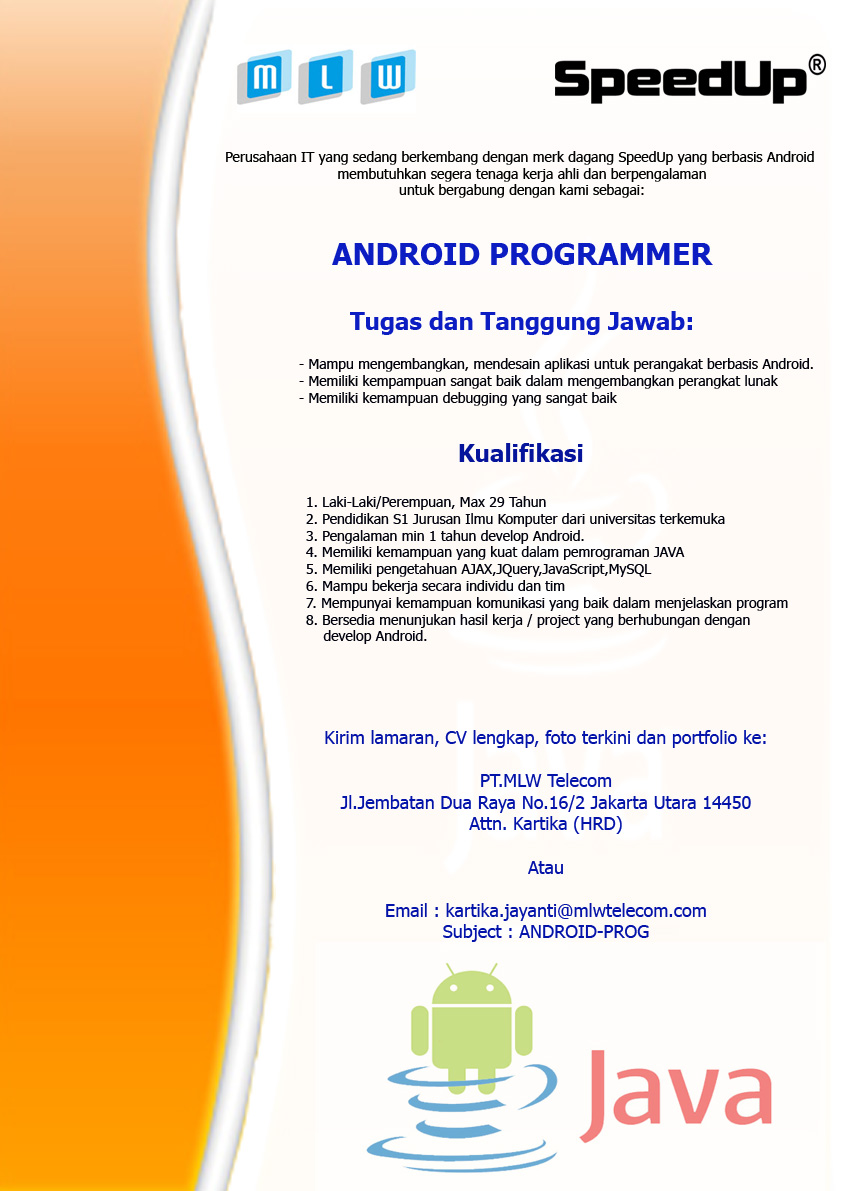 MLW
SpeedUp®
Perusahaan IT yang sedang berkembang dengan merk dagang SpeedUp yang berbasis Android
membutuhkan segera tenaga kerja ahli dan berpengalaman
untuk bergabung dengan kami sebagai:
ANDROID PROGRAMMER
Tugas dan Tanggung Jawab:
- Mampu mengembangkan, mendesain aplikasi untuk perangakat berbasis Android.
- Memiliki kempampuan sangat baik dalam mengembangkan perangkat lunak
- Memiliki kemampuan debugging yang sangat baik
Kualifikasi
1. Laki-Laki/Perempuan, Max 29 Tahun
2. Pendidikan S1 Jurusan Ilmu Komputer dari universitas terkemuka
3. Pengalaman min 1 tahun develop Android.
4. Memiliki kemampuan yang kuat dalam pemrograman JAVA
5. Memiliki pengetahuan AJAX,JQuery,JavaScript,MySQL
6. Mampu bekerja secara individu dan tim
7. Mempunyai kemampuan komunikasi yang baik dalam menjelaskan program
8. Bersedia menunjukan hasil kerja / project yang berhubungan dengan
develop Android.
Kirim lamaran, CV lengkap, foto terkini dan portfolio ke:
PT.MLW Telecom
Jl.Jembatan Dua Raya No.16/2 Jakarta Utara 14450
Attn. Kartika (HRD)
Atau
Email : kartika.jayanti@mlwtelecom.com
Subject : ANDROID-PROG
Java
Java